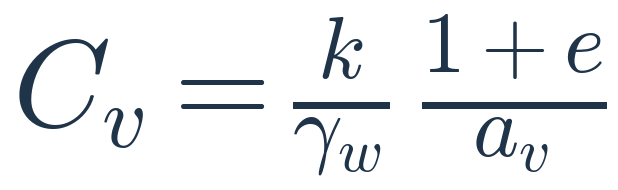 C_v = \frac{k}{\gamma_w} \frac{1 + e}{a_v}